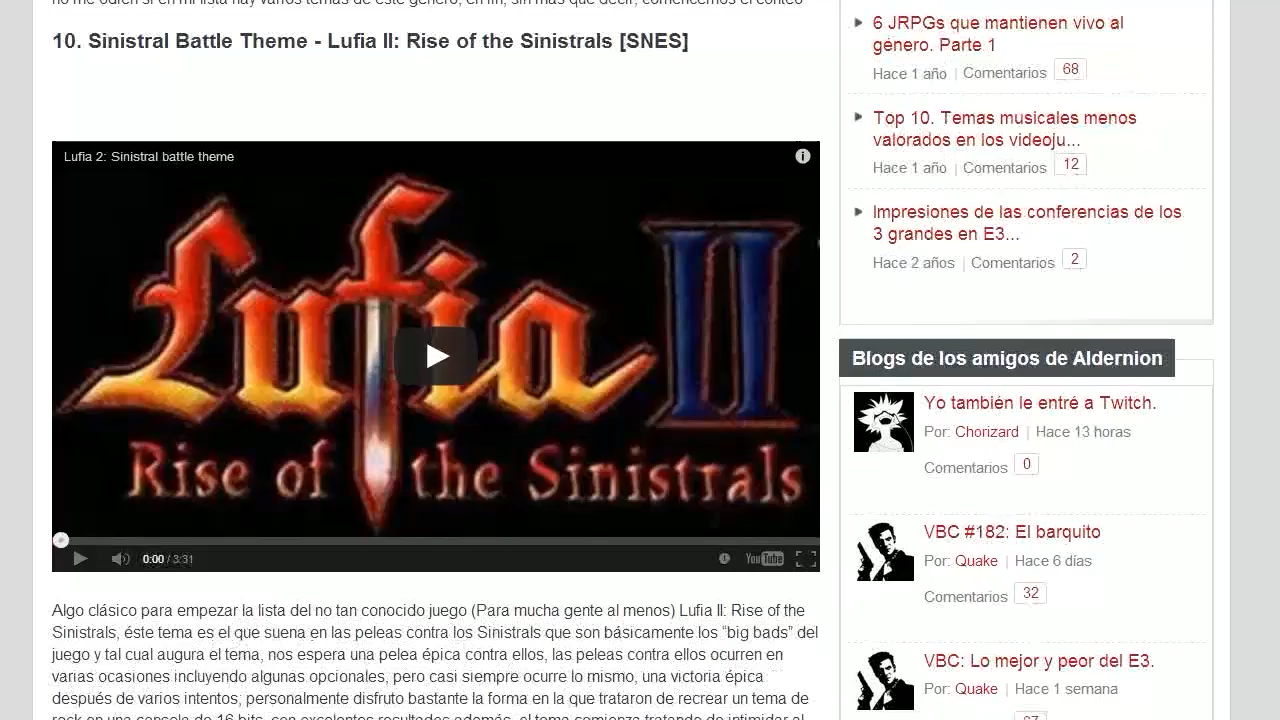 no me odien si en mi lista hay varios temas de este género, en fin, sin más que decir, comencemos el conteo
10. Sinistral Battle Theme - Lufia II: Rise of the Sinistrals [SNES]
Lufia 2: Sinistral battle theme
Lufia II
Rise of the Sinistrals
0:00 / 3:31
YouTube
Algo clásico para empezar la lista del no tan conocido juego (Para mucha gente al menos) Lufia II: Rise of the
Sinistrals, éste tema es el que suena en las peleas contra los Sinistrals que son básicamente los “big bads” del
juego y tal cual augura el tema, nos espera una pelea épica contra ellos, las peleas contra ellos ocurren en
varias ocasiones incluyendo algunas opcionales, pero casi siempre ocurre lo mismo, una victoria épica
después de varios intentos; personalmente disfruto bastante la forma en la que trataron de recrear un tema de
rock en una consola de 16 bits, con excelentes resultados además, el tema comienza tratando de intimidar al
6 JRPGs que mantienen vivo al
género. Parte 1
Hace 1 año | Comentarios 68
Top 10. Temas musicales menos
valorados en los videoju...
Hace 1 año | Comentarios 12
Impresiones de las conferencias de los
3 grandes en E3...
Hace 2 años | Comentarios 2
Blogs de los amigos de Aldernion
Yo también le entré a Twitch.
Por: Chorizard | Hace 13 horas
Comentarios 0
VBC #182: El barquito
Por: Quake | Hace 6 días
Comentarios 32
VBC: Lo mejor y peor del E3.
Por: Quake | Hace 1 semana